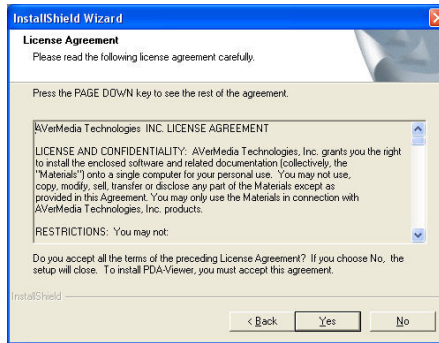 InstallShield Wizard
License Agreement
Please read the following license agreement carefully.
Press the PAGE DOWN key to see the rest of the agreement.
AVerMedia Technologies INC. LICENSE AGREEMENT
LICENSE AND CONFIDENTIALITY: AVerMedia Technologies, Inc. grants you the right
to install the enclosed software and related documentation (collectively, the
"Materials") onto a single computer for your personal use. You may not use,
copy, modify, sell, transfer or disclose any part of the Materials except as
provided in this Agreement. You may only use the Materials in connection with
AVerMedia Technologies, Inc. products.
RESTRICTIONS: You may not:
Do you accept all the terms of the preceding License Agreement? If you choose No, the
setup will close. To install PDA-Viewer, you must accept this agreement.
InstallShield
< Back Yes No